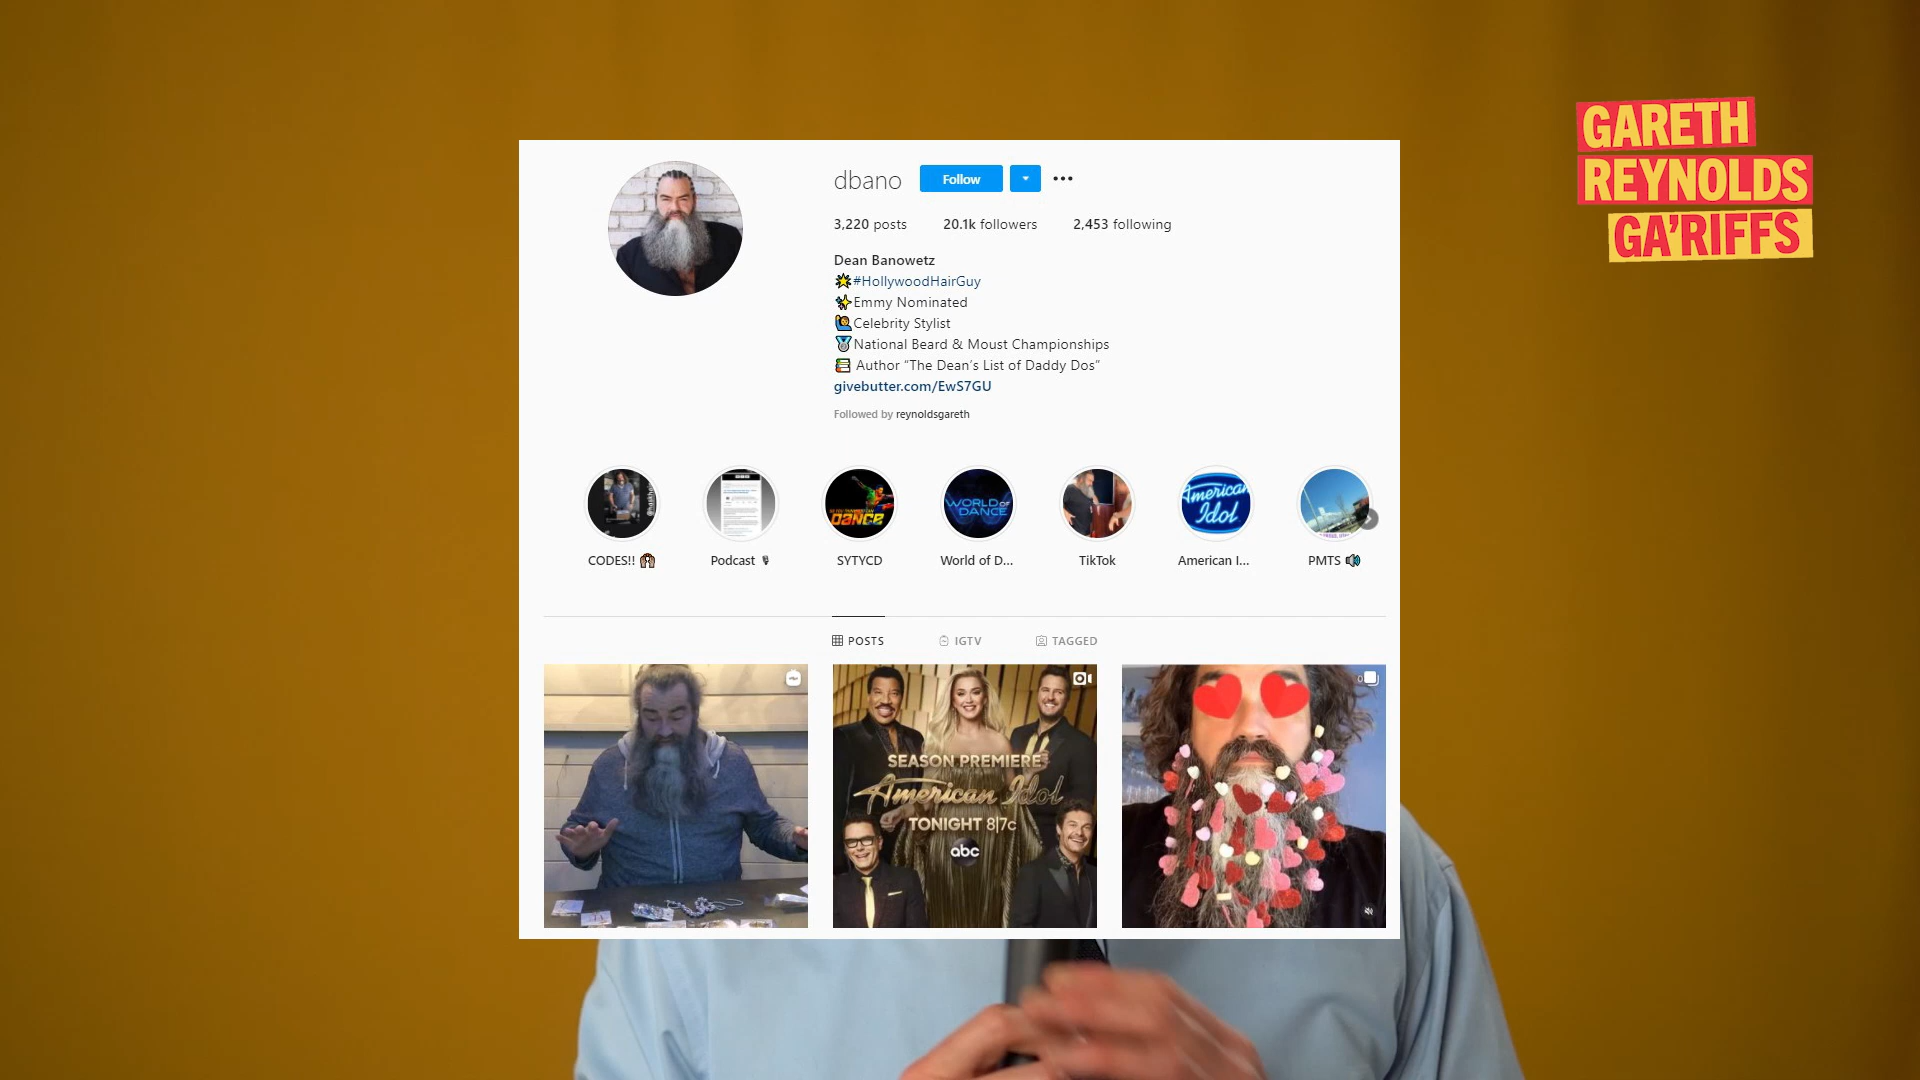 GARETH
REYNOLDS
GA'RIFFS
dbano
Follow
3,220 posts 20.1k followers 2,453 following
Dean Banowetz
#HollywoodHairGuy
Emmy Nominated
Celebrity Stylist
National Beard & Moust Championships
Author “The Dean’s List of Daddy Dos”
givebutter.com/EwS7GU
Followed by reynoldsgareth
DANCE
WORLD OF
DANCE
American
Idol
CODES!! Podcast SYTYCD World of D... TikTok American I... PMTS
POSTS IGTV TAGGED
SEASON PREMIERE
American Idol
TONIGHT 8|7c
abc